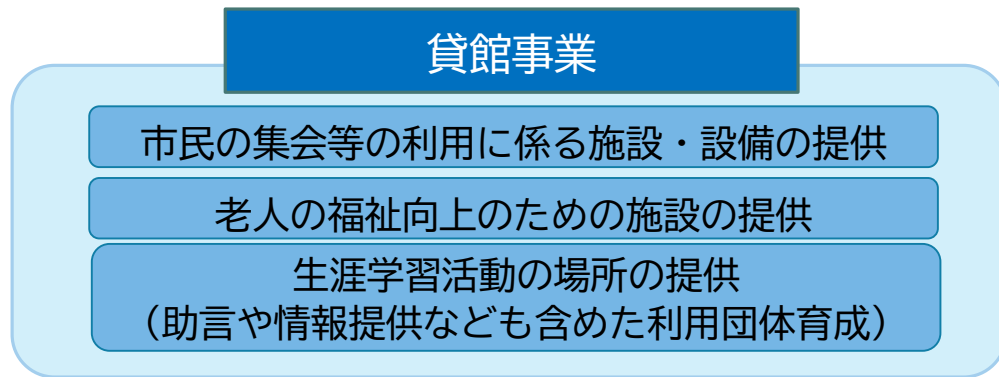 貸館事業
市民の集会等の利用に係る施設・設備の提供
老人の福祉向上のための施設の提供
生涯学習活動の場所の提供
（助言や情報提供なども含めた利用団体育成）